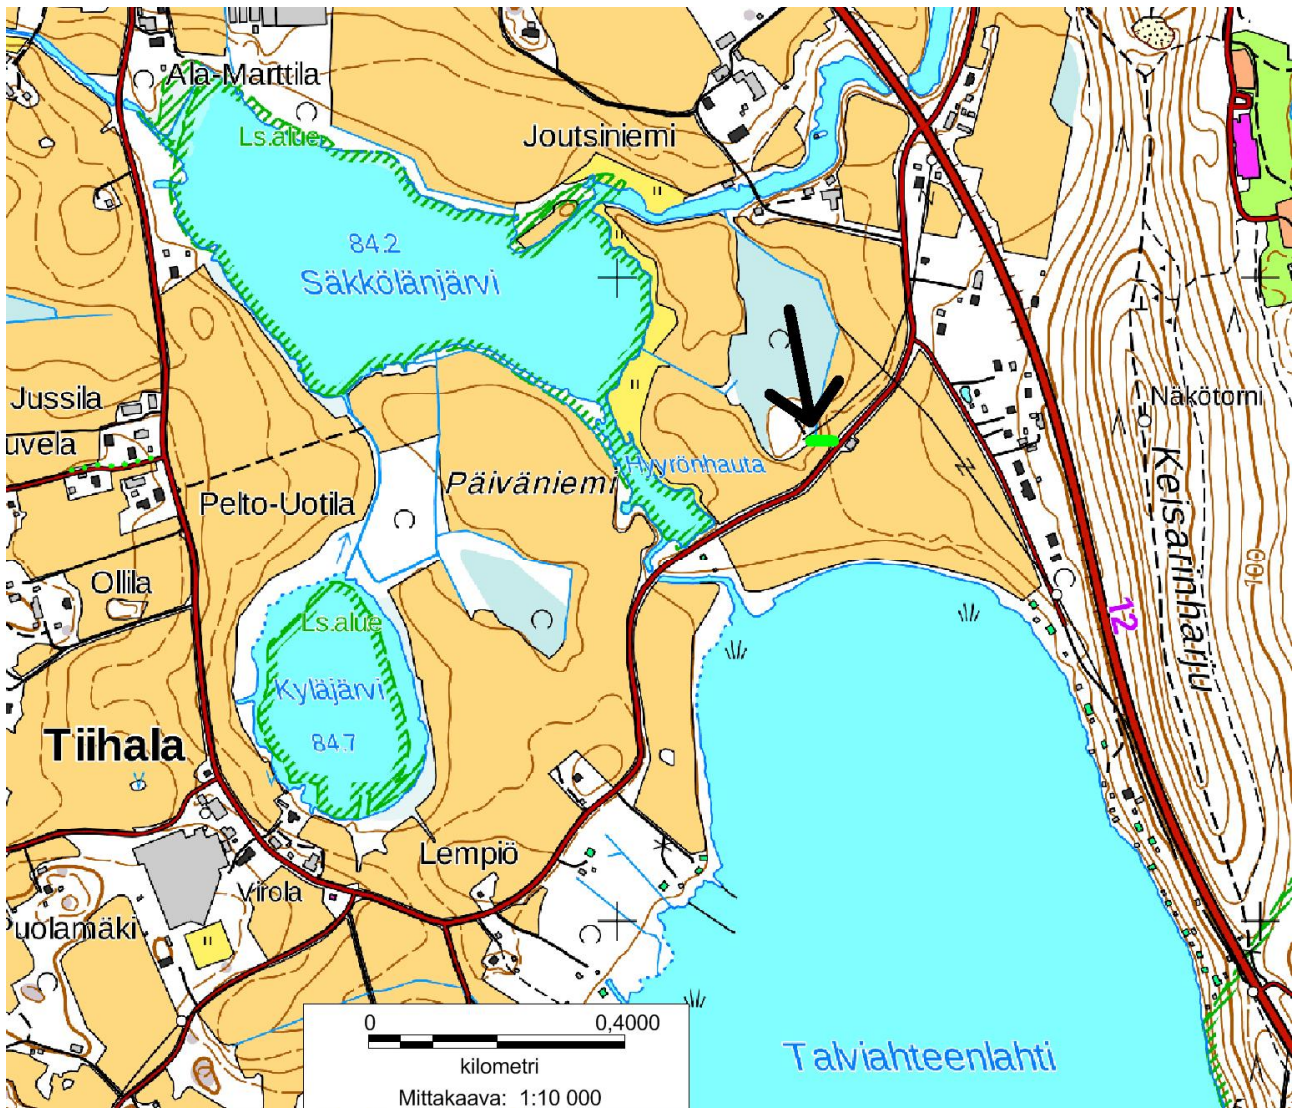 Ala-Marttila
Ls.alue
Joutsiniemi
84.2
Säkkölänjärvi
Jussila
uvela
Näkötorni
Hyyrönhauta
Päiväniemi
Pelto-Uotila
Keisarinharju
100
Ollila
12
Ls.alue
Kyläjärvi
84.7
Tiihala
Lempiö
Virola
Puolamäki
0 0,4000
kilometri
Mittakaava: 1:10 000
Talviahteenlahti